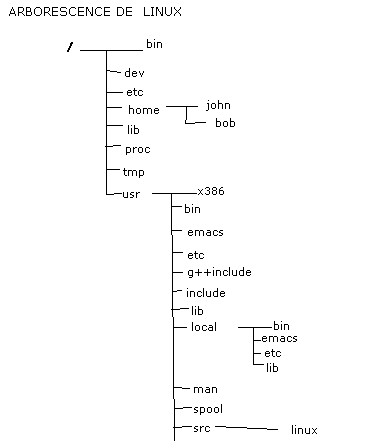 ARBORESCENCE DE LINUX
/ bin
dev
etc
home john
bob
lib
proc
tmp
usr x386
bin
emacs
etc
g++include
include
lib
local bin
emacs
etc
lib
man
spool
src linux